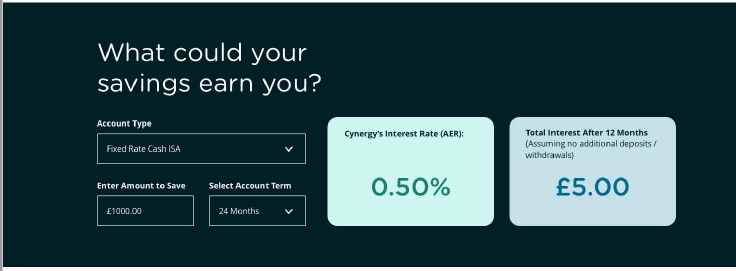 What could your
savings earn you?
Account Type
Fixed Rate Cash ISA
Enter Amount to Save
Select Account Term
£1000.00
24 Months
Cynergy's Interest Rate (AER):
0.50%
Total Interest After 12 Months
(Assuming no additional deposits /
withdrawals)
£5.00